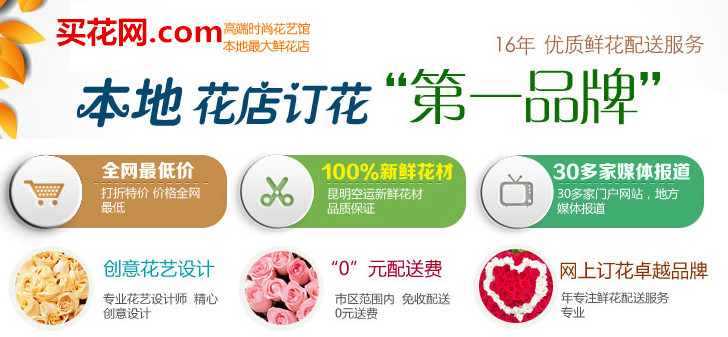 买花网.com
高端时尚花艺馆
本地最大鲜花店
16年 优质鲜花配送服务
本地 花店订花 “第一品牌”
全网最低价
打折特价 价格全网
最低
100%新鲜花材
昆明空运新鲜花材
品质保证
30多家媒体报道
30多家门户网站，地方
媒体报道
创意花艺设计
专业花艺设计师 精心
创意设计
“0”元配送费
市区范围内 免收配送
0元送费
网上订花卓越品牌
年专注鲜花配送服务
专业